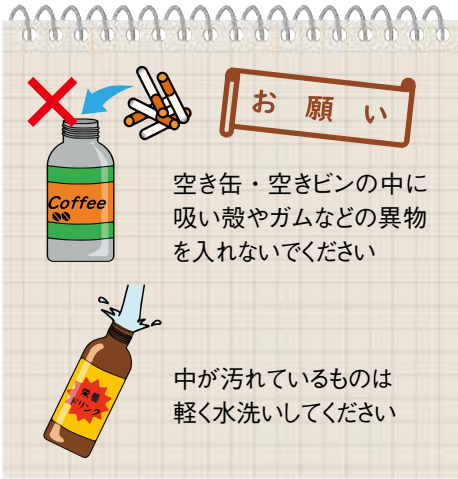 お願い
Coffee
空き缶・空きビンの中に
吸い殻やガムなどの異物
を入れないでください
栄養
ドリンク
中が汚れているものは
軽く水洗いしてください